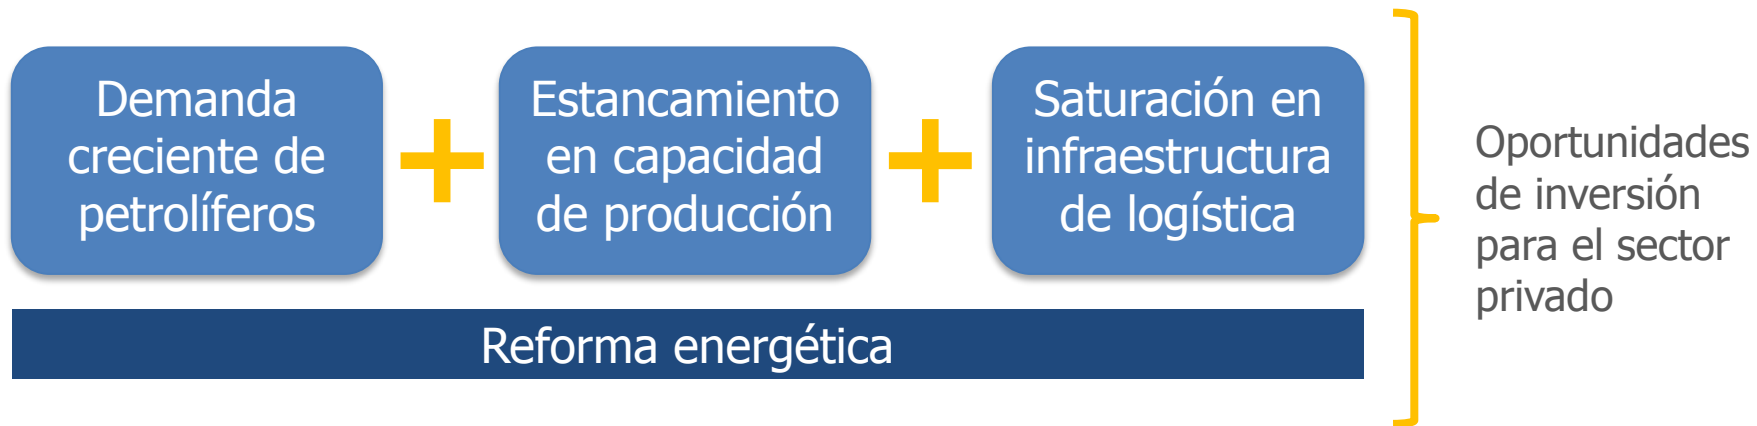 Demanda
creciente de
petrolíferos
Estancamiento
en capacidad
de producción
Saturación en
infraestructura
de logística
Reforma energética
Oportunidades
de inversión
para el sector
privado